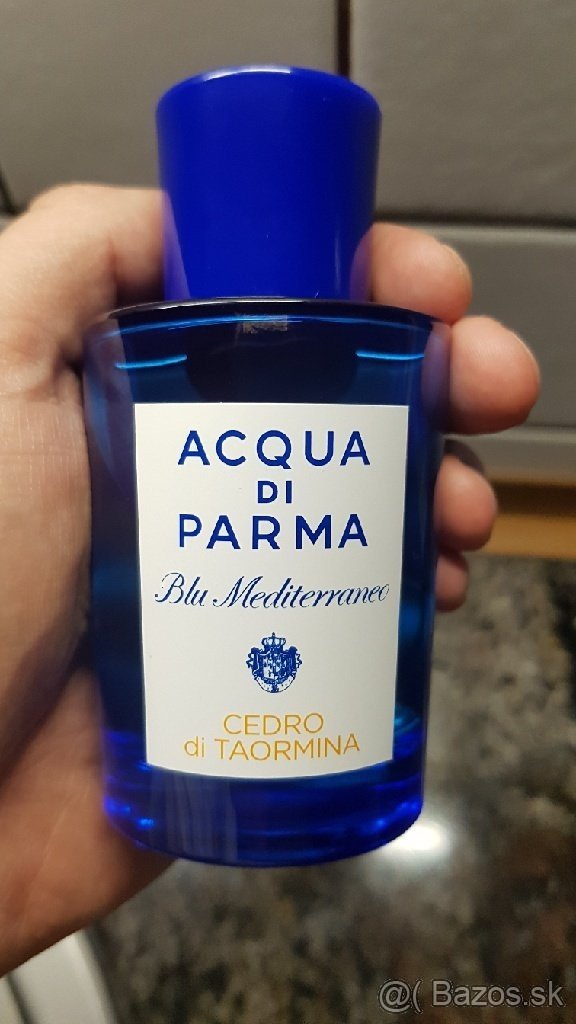 ACQUA
DI
PARMA
Blu Mediterraneo
CEDRO
di TAORMINA
@( Bazos.sk